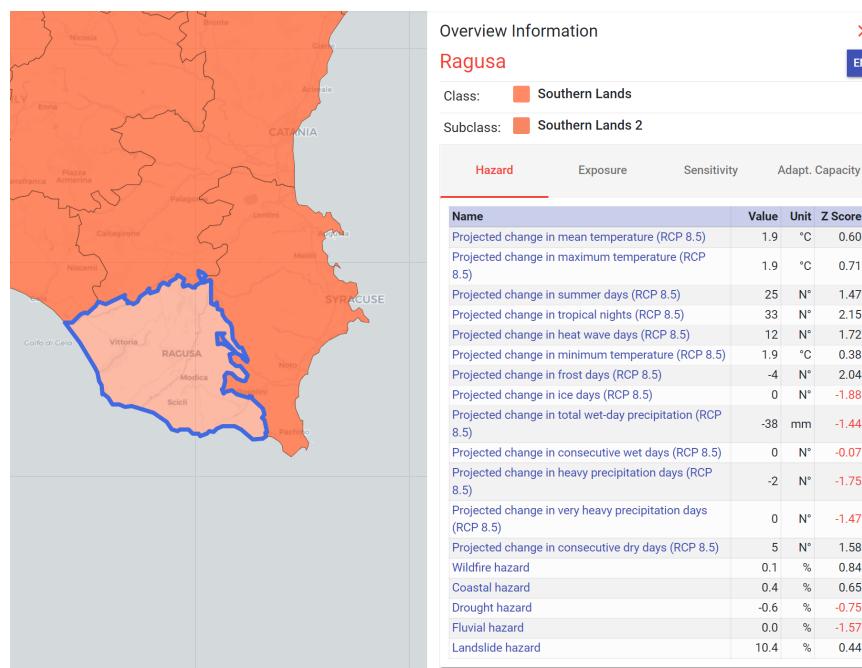 Bronte
Nicosia
Giarre
Acireale
Enna
CATANIA
Piazza
Armerina
Palagonia
Lentini
Caltagirone
Augusta
Melilli
Niscemi
Gela
SYRACUSE
Golfo di Gela
Vittoria
RAGUSA
Noto
Modica
Scicli
Pachino
Overview Information
Ragusa
Class: Southern Lands
Subclass: Southern Lands 2
Hazard Exposure Sensitivity Adapt. Capacity
Name Value Unit Z Score
Projected change in mean temperature (RCP 8.5) 1.9 °C 0.60
Projected change in maximum temperature (RCP
8.5) 1.9 °C 0.71
Projected change in summer days (RCP 8.5) 25 N° 1.47
Projected change in tropical nights (RCP 8.5) 33 N° 2.15
Projected change in heat wave days (RCP 8.5) 12 N° 1.72
Projected change in minimum temperature (RCP 8.5) 1.9 °C 0.38
Projected change in frost days (RCP 8.5) -4 N° 2.04
Projected change in ice days (RCP 8.5) 0 N° -1.88
Projected change in total wet-day precipitation (RCP
8.5) -38 mm -1.44
Projected change in consecutive wet days (RCP 8.5) 0 N° -0.07
Projected change in heavy precipitation days (RCP
8.5) -2 N° -1.75
Projected change in very heavy precipitation days
(RCP 8.5) 0 N° -1.47
Projected change in consecutive dry days (RCP 8.5) 5 N° 1.58
Wildfire hazard 0.1 % 0.84
Coastal hazard 0.4 % 0.65
Drought hazard -0.6 % -0.75
Fluvial hazard 0.0 % -1.57
Landslide hazard 10.4 % 0.44